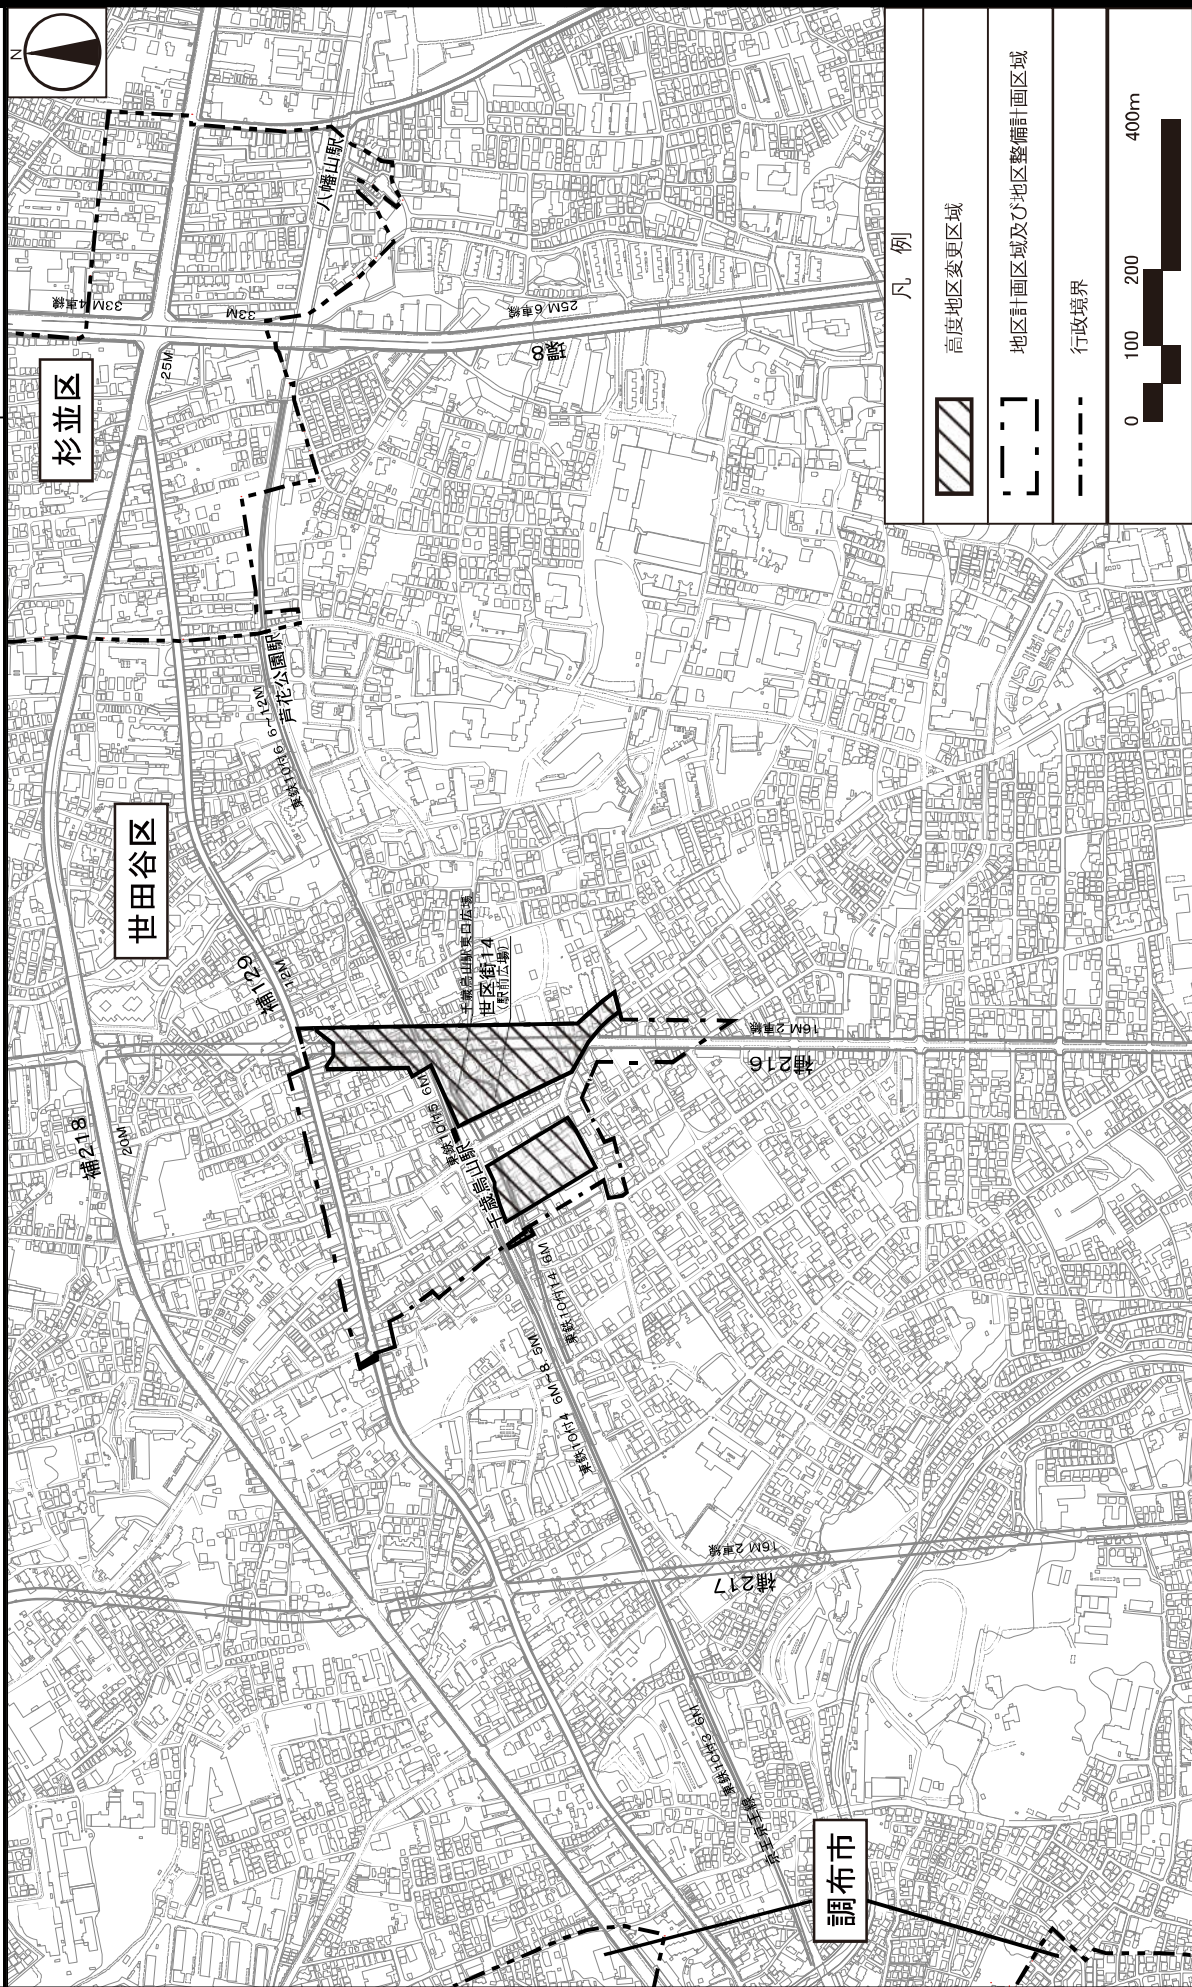 N
杉並区
世田谷区
調布市
八幡山駅
芦花公園駅
千歳烏山駅
33M 4車線
33M
25M
25M 6車線
環8
東鉄10付6 6~12M
補129
12M
補218
20M
千歳烏山駅東口広場
世区街14
(駅前広場)
東鉄10付5 6M
16M 2車線
補216
東鉄10付14 6M
東鉄10付4 6M~8.5M
16M 2車線
補217
東鉄10付3 6M
京王京王線
凡例
高度地区変更区域
地区計画区域及び地区整備計画区域
行政境界
0 100 200 400m